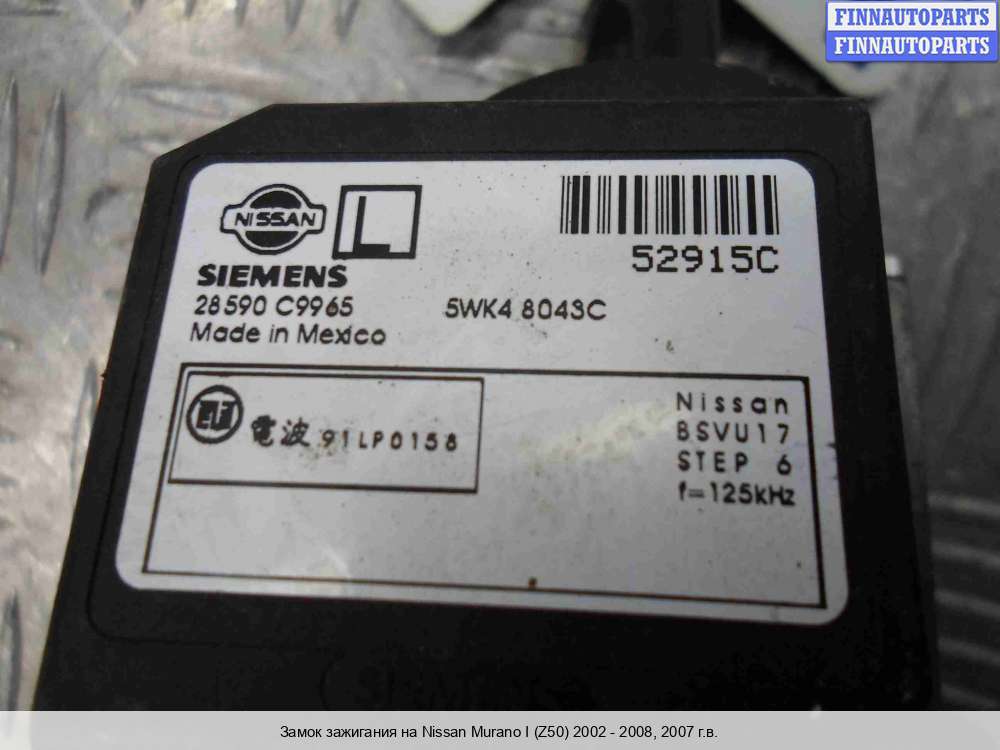 FINNAUTOPARTS
FINNAUTOPARTS
NISSAN
L
52915C
SIEMENS
28590 C9965 5WK4 8043C
Made in Mexico
電波 91LP0158
Nissan
BSVU17
STEP 6
f=125kHz
Замок зажигания на Nissan Murano I (Z50) 2002 - 2008, 2007 г.в.